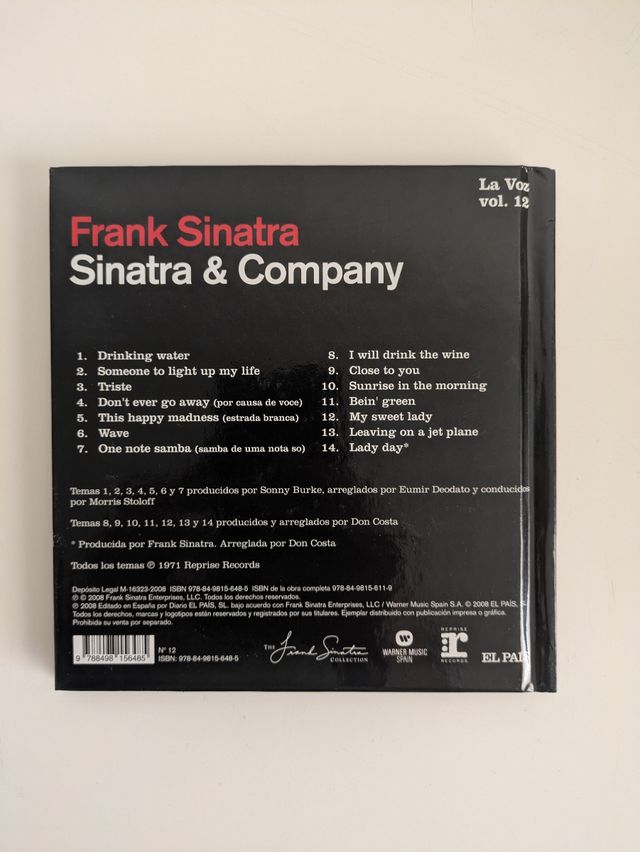 La Voz
vol. 12
Frank Sinatra
Sinatra & Company
1. Drinking water
2. Someone to light up my life
3. Triste
4. Don't ever go away (por causa de voce)
5. This happy madness (estrada branca)
6. Wave
7. One note samba (samba de uma nota so)
8. I will drink the wine
9. Close to you
10. Sunrise in the morning
11. Bein' green
12. My sweet lady
13. Leaving on a jet plane
14. Lady day*
Temas 1, 2, 3, 4, 5, 6 y 7 producidos por Sonny Burke, arreglados por Eumir Deodato y conducidos
por Morris Stoloff
Temas 8, 9, 10, 11, 12, 13 y 14 producidos y arreglados por Don Costa
* Producida por Frank Sinatra. Arreglada por Don Costa
Todos los temas ℗ 1971 Reprise Records
Depósito Legal M-16323-2008 ISBN 978-84-9815-648-5 ISBN de la obra completa 978-84-9815-611-9
℗ © 2008 Frank Sinatra Enterprises, LLC. Todos los derechos reservados.
℗ 2008 Editado en España por Diario EL PAÍS, SL. bajo acuerdo con Frank Sinatra Enterprises, LLC / Warner Music Spain S.A. © 2008 EL PAÍS, SL
Todos los derechos, marcas y logotipos están reservados y registrados por sus titulares. Ejemplar distribuido con publicación impresa o gráfica.
Prohibida su venta por separado.
9 788498 156485
Nº 12
ISBN: 978-84-9815-648-5
THE Frank Sinatra
COLLECTION
WARNER MUSIC
SPAIN
REPRISE
r
RECORDS
EL PAÍS